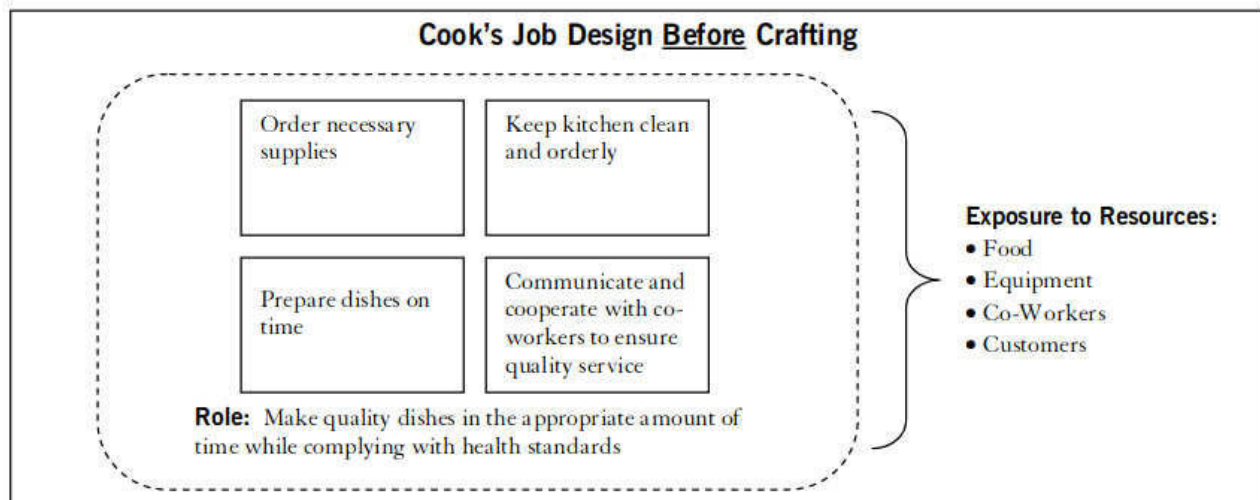 Cook's Job Design Before Crafting
Order necessary
supplies
Keep kitchen clean
and orderly
Prepare dishes on
time
Communicate and
cooperate with co-
workers to ensure
quality service
Role: Make quality dishes in the appropriate amount of
time while complying with health standards
Exposure to Resources:
• Food
• Equipment
• Co-Workers
• Customers